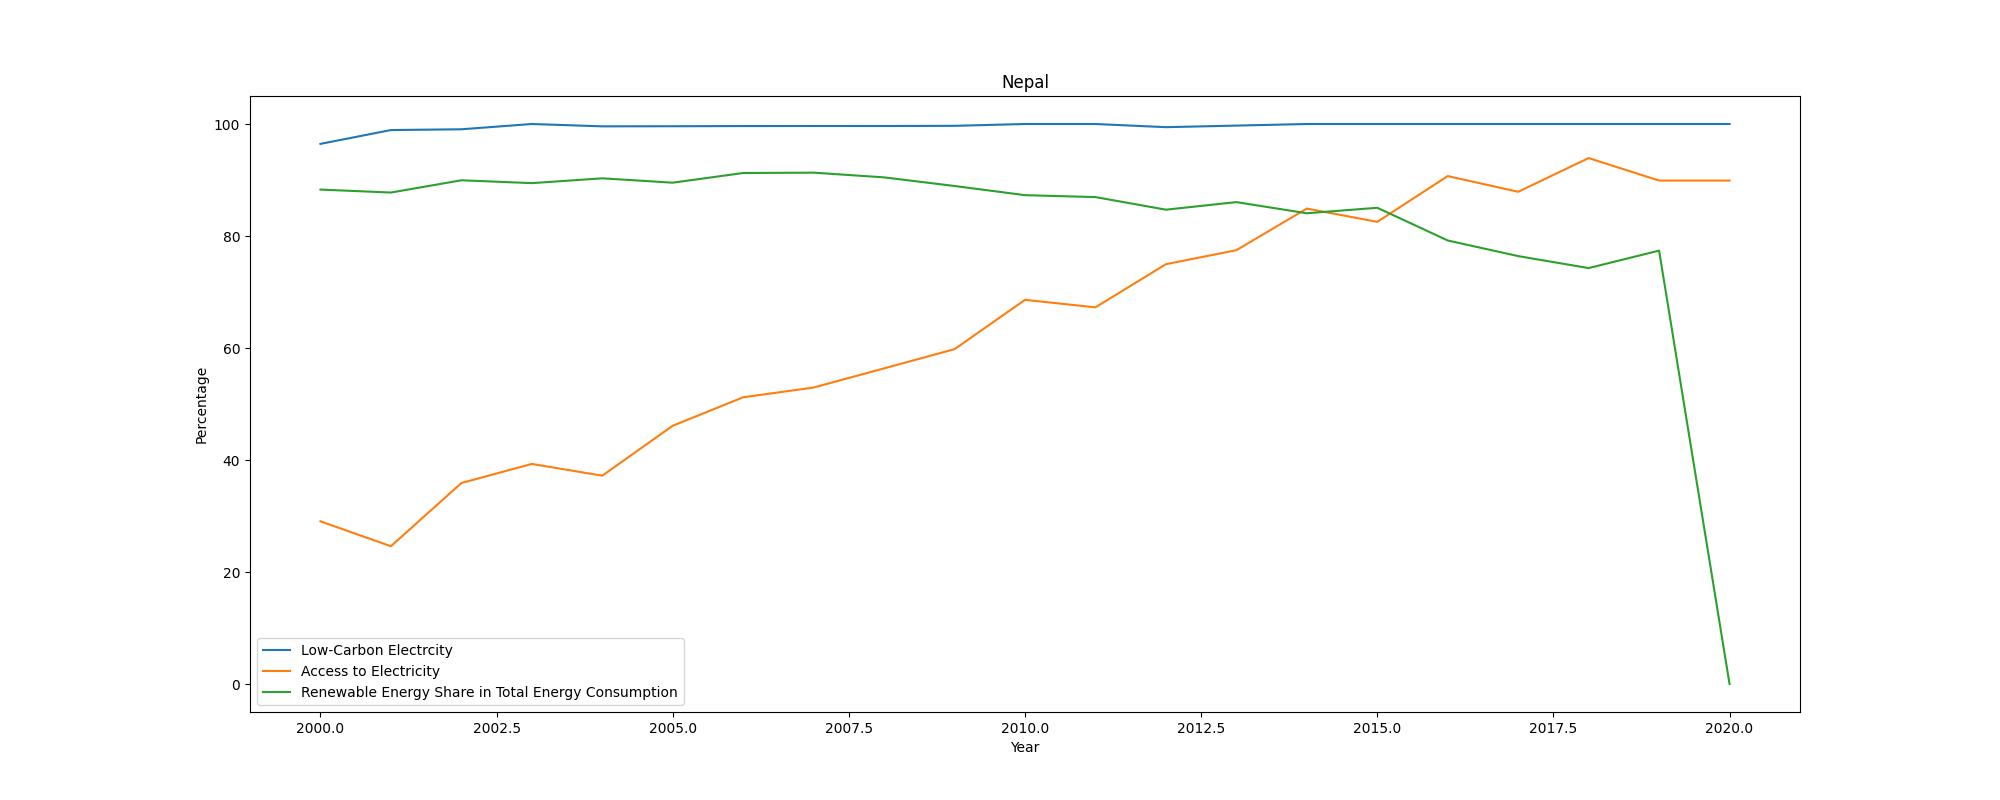 Nepal
100
80
60
40
20
0
Percentage
Low-Carbon Electrcity
Access to Electricity
Renewable Energy Share in Total Energy Consumption
2000.0 2002.5 2005.0 2007.5 2010.0 2012.5 2015.0 2017.5 2020.0
Year